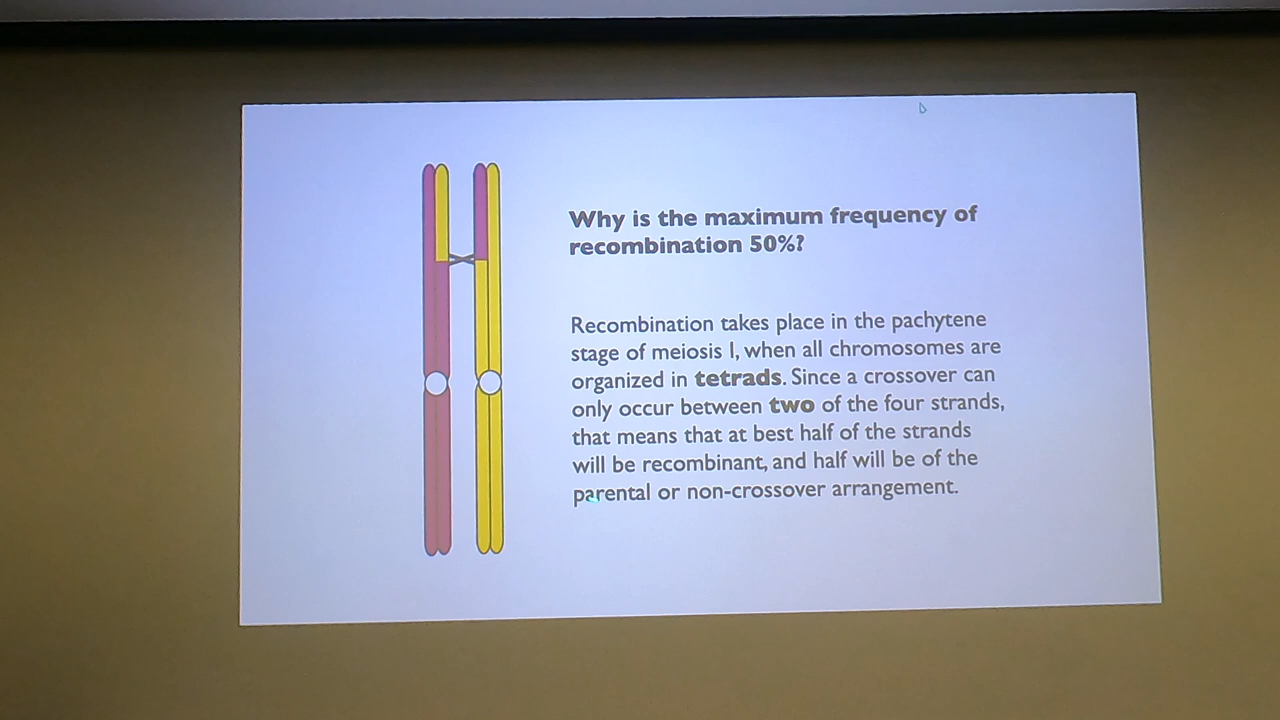 Why is the maximum frequency of
recombination 50%?
Recombination takes place in the pachytene
stage of meiosis I, when all chromosomes are
organized in tetrads. Since a crossover can
only occur between two of the four strands,
that means that at best half of the strands
will be recombinant, and half will be of the
parental or non-crossover arrangement.